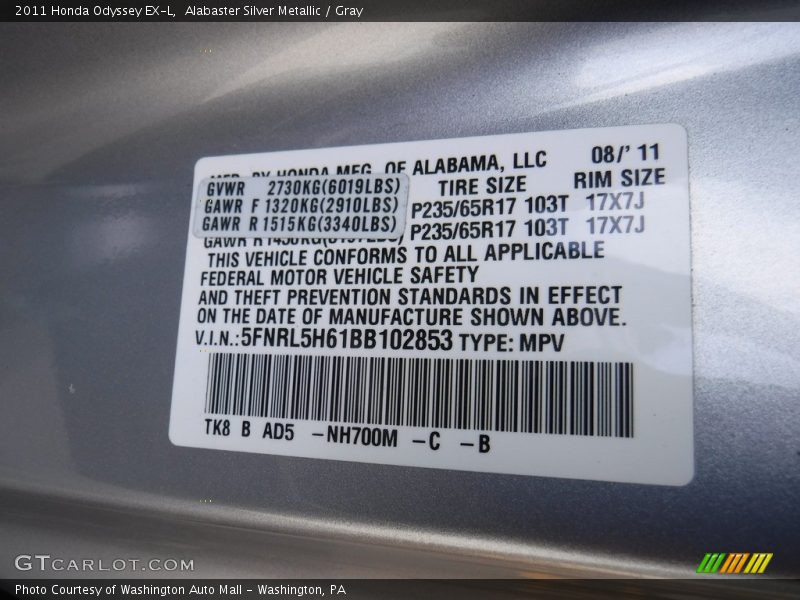 2011 Honda Odyssey EX-L,  Alabaster Silver Metallic / Gray
MFD. BY HONDA MFG. OF ALABAMA, LLC 08/' 11
GVWR 2730KG(6019LBS) TIRE SIZE RIM SIZE
GAWR F 1320KG(2910LBS) P235/65R17 103T 17X7J
GAWR R 1515KG(3340LBS) P235/65R17 103T 17X7J
THIS VEHICLE CONFORMS TO ALL APPLICABLE
FEDERAL MOTOR VEHICLE SAFETY
AND THEFT PREVENTION STANDARDS IN EFFECT
ON THE DATE OF MANUFACTURE SHOWN ABOVE.
V.I.N.: 5FNRL5H61BB102853 TYPE: MPV
TK8 B AD5 -NH700M -C -B
GTCARLOT.COM
Photo Courtesy of Washington Auto Mall - Washington, PA